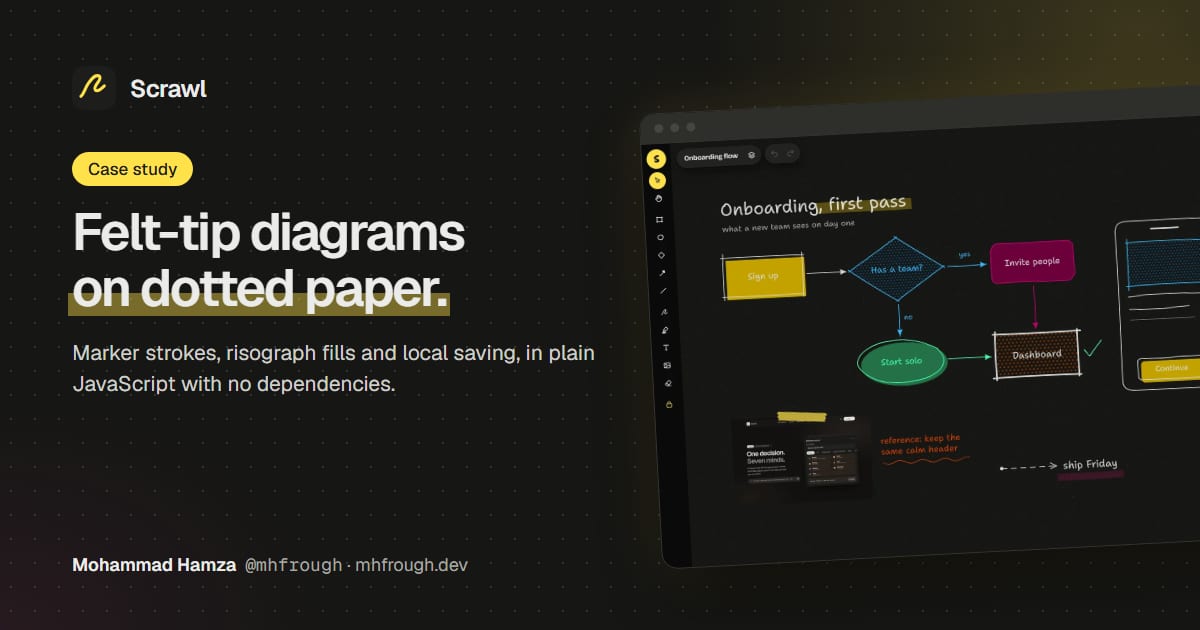 Scrawl
Case study
Felt-tip diagrams
on dotted paper.
Marker strokes, risograph fills and local saving, in plain
JavaScript with no dependencies.
Mohammad Hamza @mhfrough · mhfrough.dev
S
Onboarding flow
Onboarding, first pass
what a new team sees on day one
Sign up
Has a team?
yes
Invite people
no
Start solo
Dashboard
Continue
One decision.
Seven minds.
reference: keep the
same calm header
ship Friday